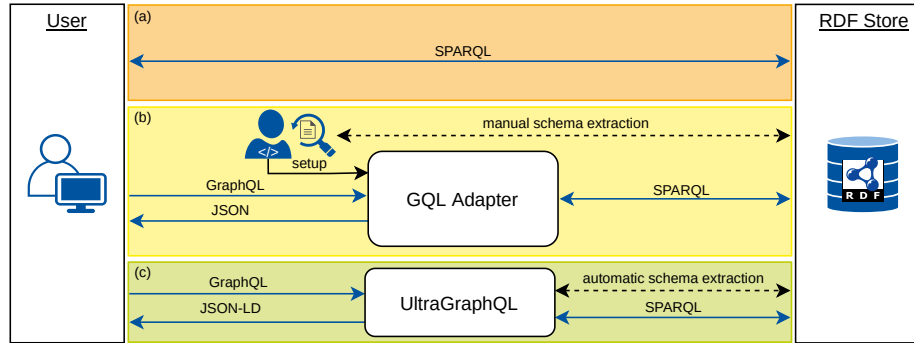 User
RDF Store
(a)
SPARQL
(b)
manual schema extraction
</>
setup
GraphQL
GQL Adapter
SPARQL
JSON
RDF
(c)
GraphQL
automatic schema extraction
UltraGraphQL
JSON-LD
SPARQL